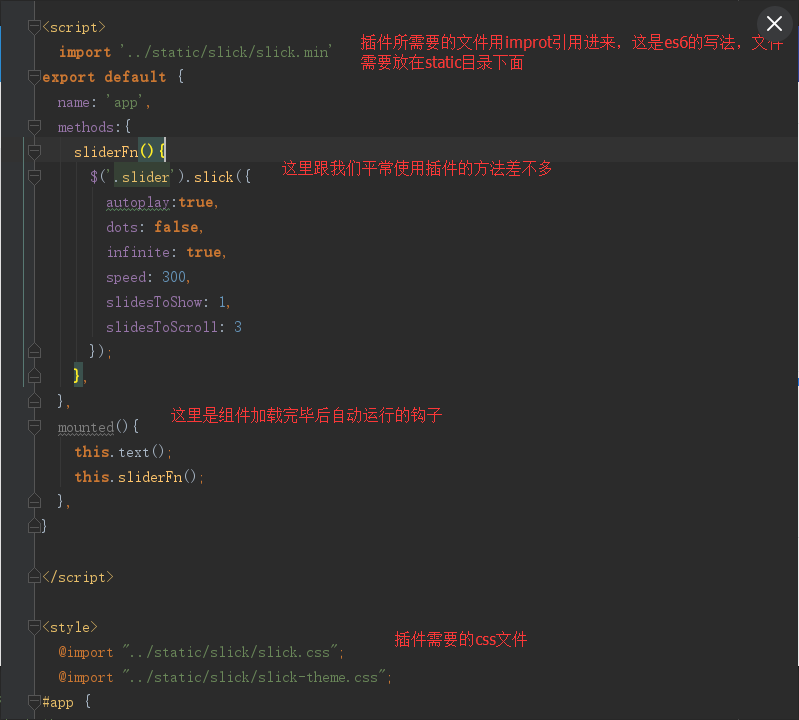 <script>
import '../static/slick/slick.min'
插件所需要的文件用improt引用进来，这是es6的写法，文件
需要放在static目录下面
export default {
name: 'app',
methods:{
sliderFn(){
这里跟我们平常使用插件的方法差不多
$('.slider').slick({
autoplay:true,
dots: false,
infinite: true,
speed: 300,
slidesToShow: 1,
slidesToScroll: 3
});
},
},
这里是组件加载完毕后自动运行的钩子
mounted(){
this.text();
this.sliderFn();
},
}
</script>
<style>
插件需要的css文件
@import "../static/slick/slick.css";
@import "../static/slick/slick-theme.css";
#app {